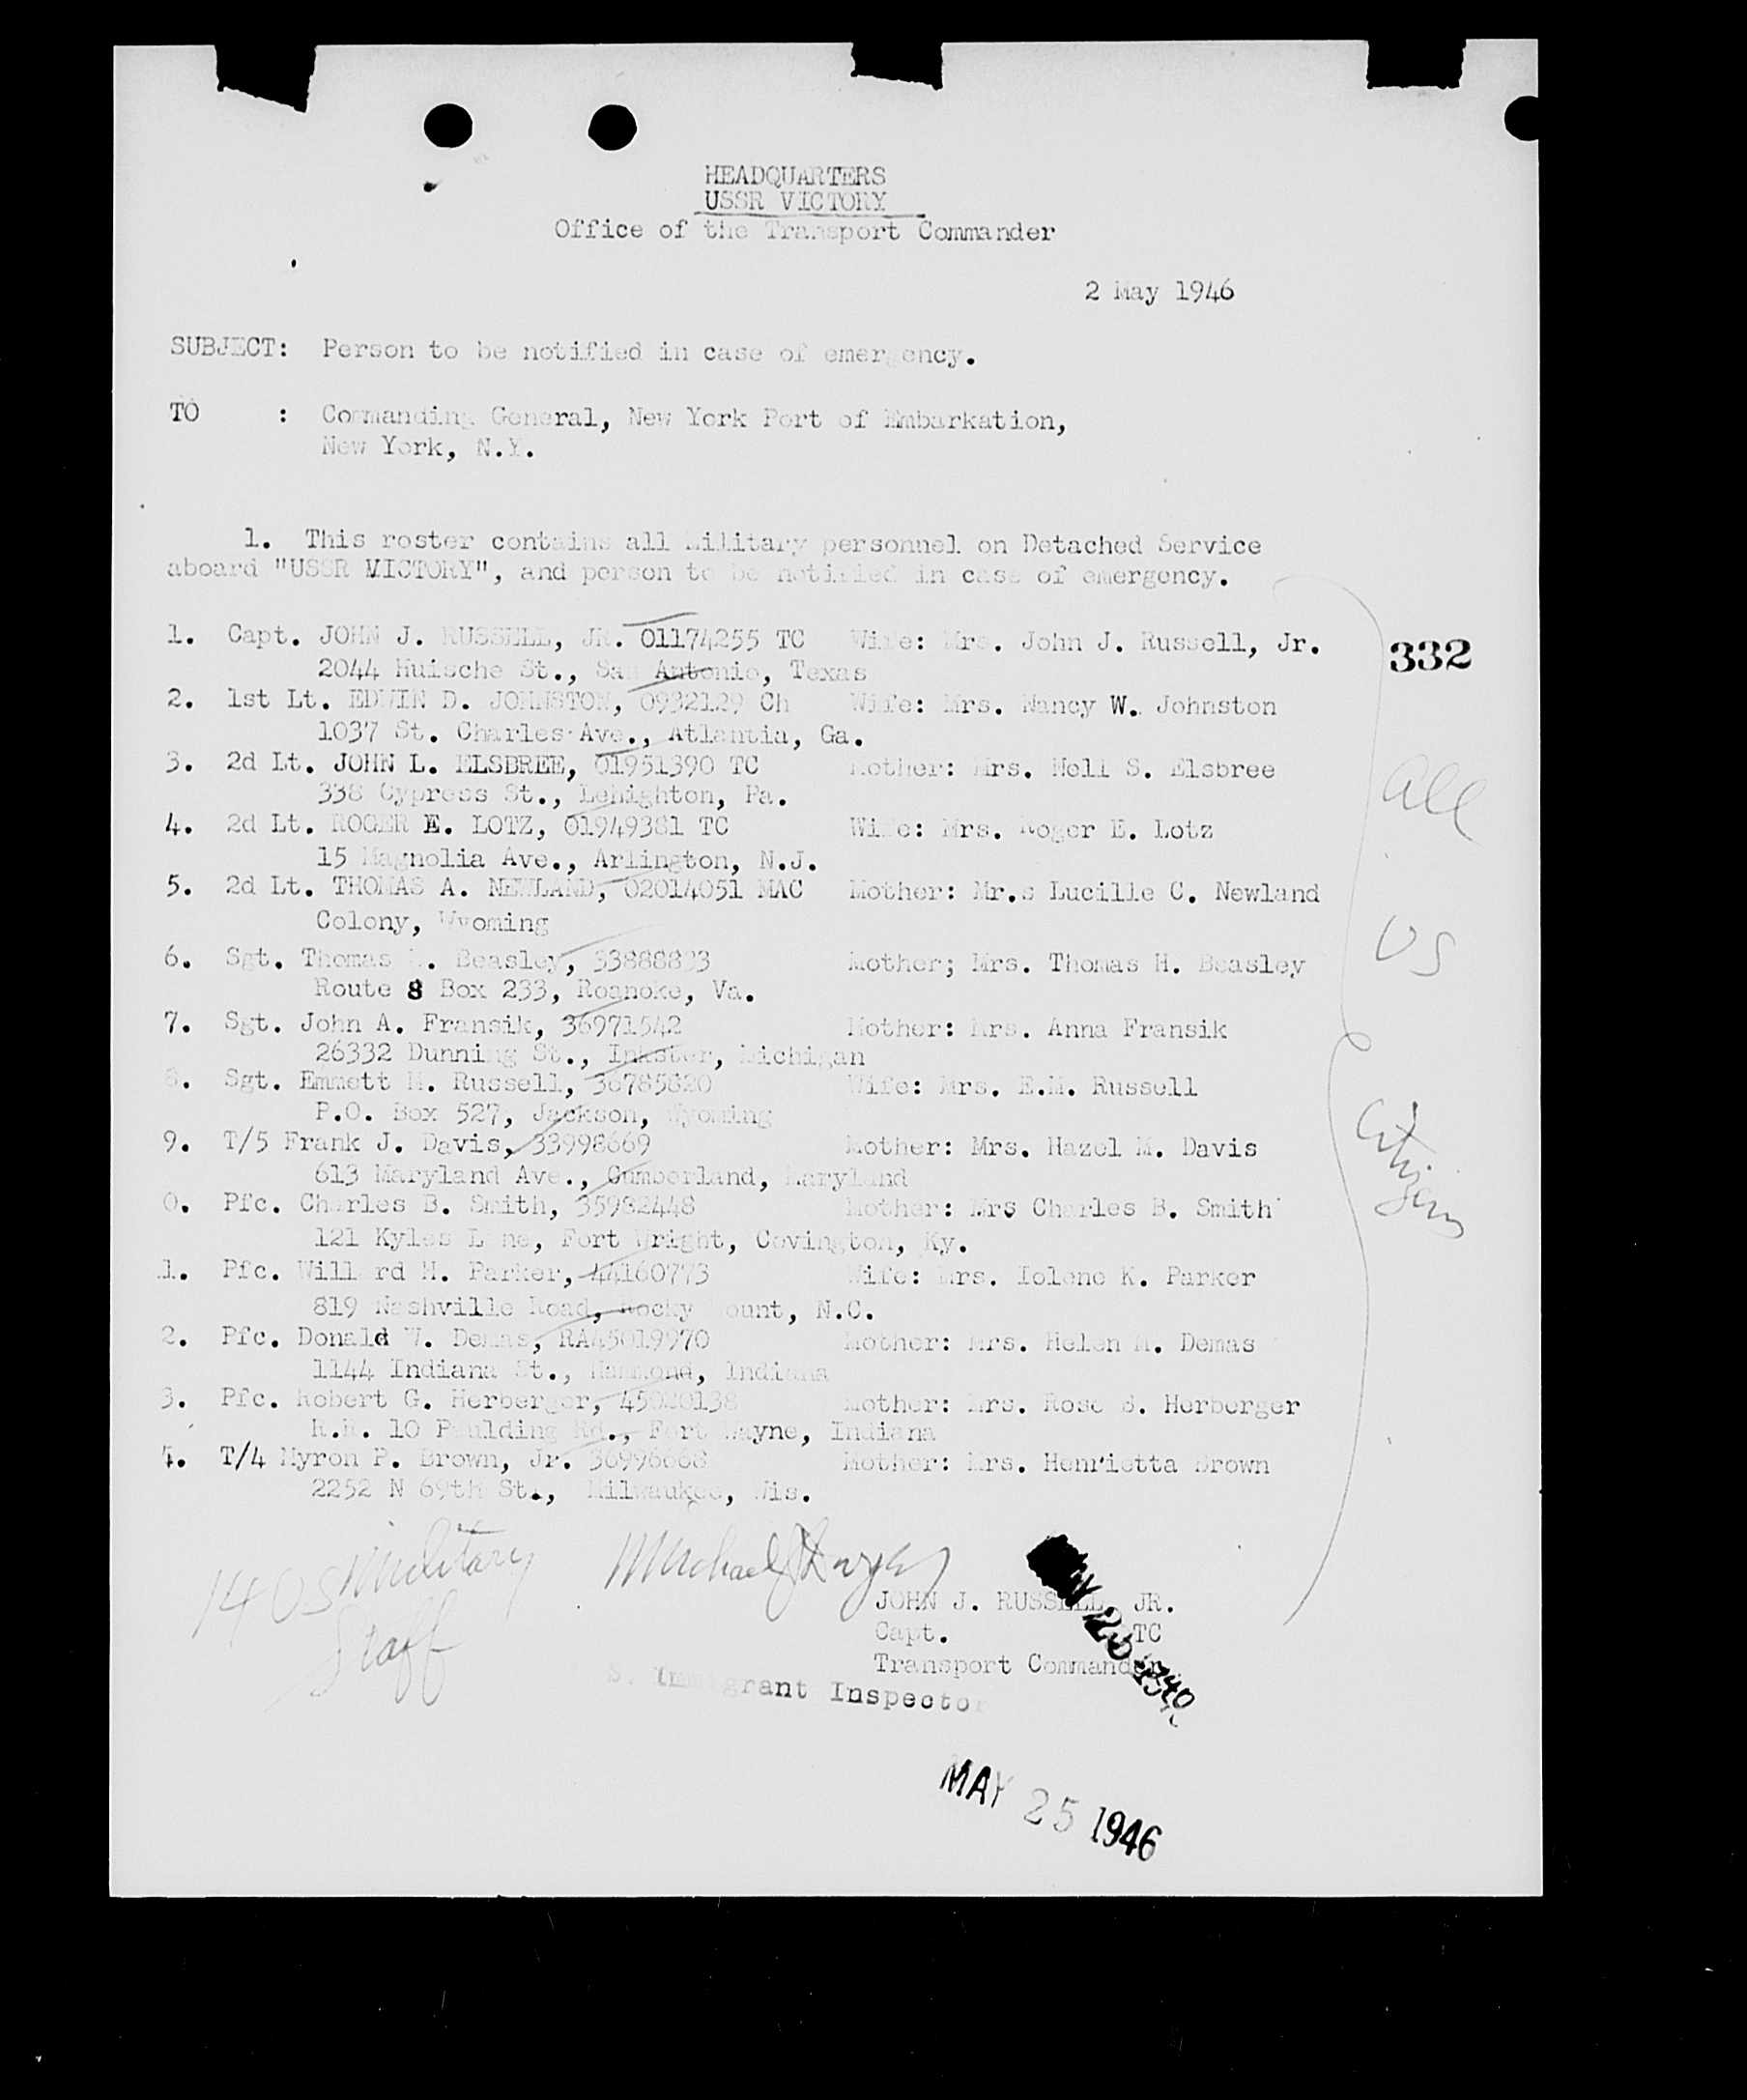 HEADQUARTERS
USSR VICTORY
Office of the Transport Commander
2 May 1946
SUBJECT: Person to be notified in case of emergency.
TO : Commanding General, New York Port of Embarkation,
New York, N.Y.
1. This roster contains all Military personnel on Detached Service
aboard "USSR VICTORY", and person to be notified in case of emergency.
1. Capt. JOHN J. RUSSELL, JR. 01174255 TC Wife: Mrs. John J. Russell, Jr.
332
2044 Huische St., San Antonio, Texas
2. 1st Lt. EDWIN D. JOHNSTON, 0932129 Ch Wife: Mrs. Nancy W. Johnston
1037 St. Charles Ave., Atlantia, Ga.
3. 2d Lt. JOHN L. ELSBREE, 01951390 TC Mother: Mrs. Nell S. Elsbree
338 Cypress St., Lehighton, Pa.
all
4. 2d Lt. ROGER E. LOTZ, 01949381 TC Wife: Mrs. Roger E. Lotz
15 Magnolia Ave., Arlington, N.J.
5. 2d Lt. THOMAS A. NEWLAND, 02014051 MAC Mother: Mr.s Lucille C. Newland
Colony, Wyoming
US
6. Sgt. Thomas . Beasley, Mother; Mrs. Thomas H. Beasley
Route 8 Box 233, Roanoke, Va.
7. Sgt. John A. Fransik, 36971542 Mother: Mrs. Anna Fransik
26332 Dunning St., Inkster, Michigan
8. Sgt. Emmett M. Russell, 36785820 Wife: Mrs. E.M. Russell
P.O. Box 527, Jackson, Wyoming
Citizens
9. T/5 Frank J. Davis, 33998669 Mother: Mrs. Hazel M. Davis
613 Maryland Ave., Cumberland, Maryland
0. Pfc. Charles B. Smith, 35982448 Mother: Mrs Charles B. Smith
121 Kyles Lane, Fort Wright, Covington, Ky.
1. Pfc. Willard H. Parker, 44160773 Wife: Mrs. Iolene K. Parker
819 Nashville Road, Rocky Mount, N.C.
2. Pfc. Donald W. Demas, RA45019970 Mother: Mrs. Helen M. Demas
1144 Indiana St., Hammond, Indiana
3. Pfc. Robert G. Herberger, 45020138 Mother: Mrs. Rose B. Herberger
R.R. 10 Paulding Rd., Fort Wayne, Indiana
4. T/4 Myron P. Brown, Jr. 36996668 Mother: Mrs. Henrietta Brown
2252 N 69th St., Milwaukee, Wis.
14 US Military
Staff
Michael
JOHN J. RUSSELL, JR.
Capt. TC
Transport Commander
S. Immigrant Inspector
MAY 25 1946